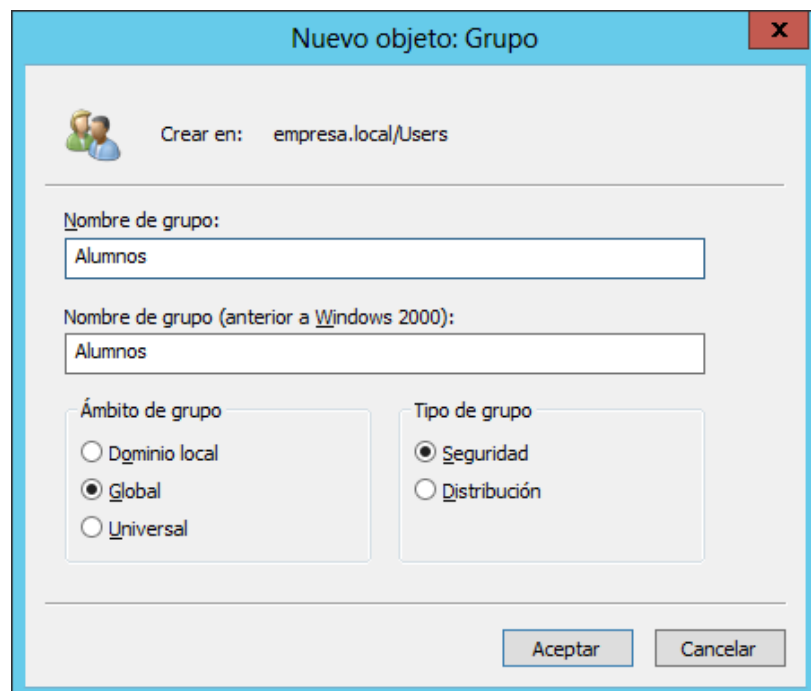 Nuevo objeto: Grupo
x
Crear en: empresa.local/Users
Nombre de grupo:
Alumnos
Nombre de grupo (anterior a Windows 2000):
Alumnos
Ámbito de grupo
Dominio local
Global
Universal
Tipo de grupo
Seguridad
Distribución
Aceptar
Cancelar